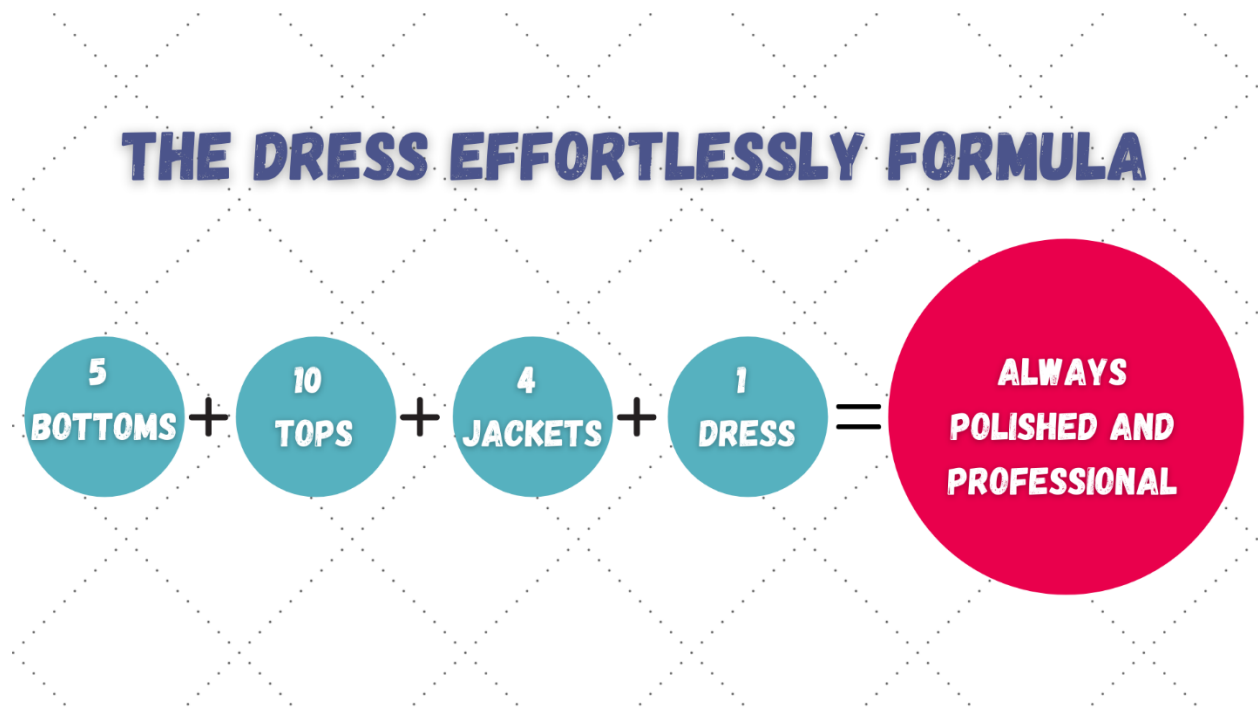 THE DRESS EFFORTLESSLY FORMULA
5
BOTTOMS
+
10
TOPS
+
4
JACKETS
+
1
DRESS
=
ALWAYS
POLISHED AND
PROFESSIONAL